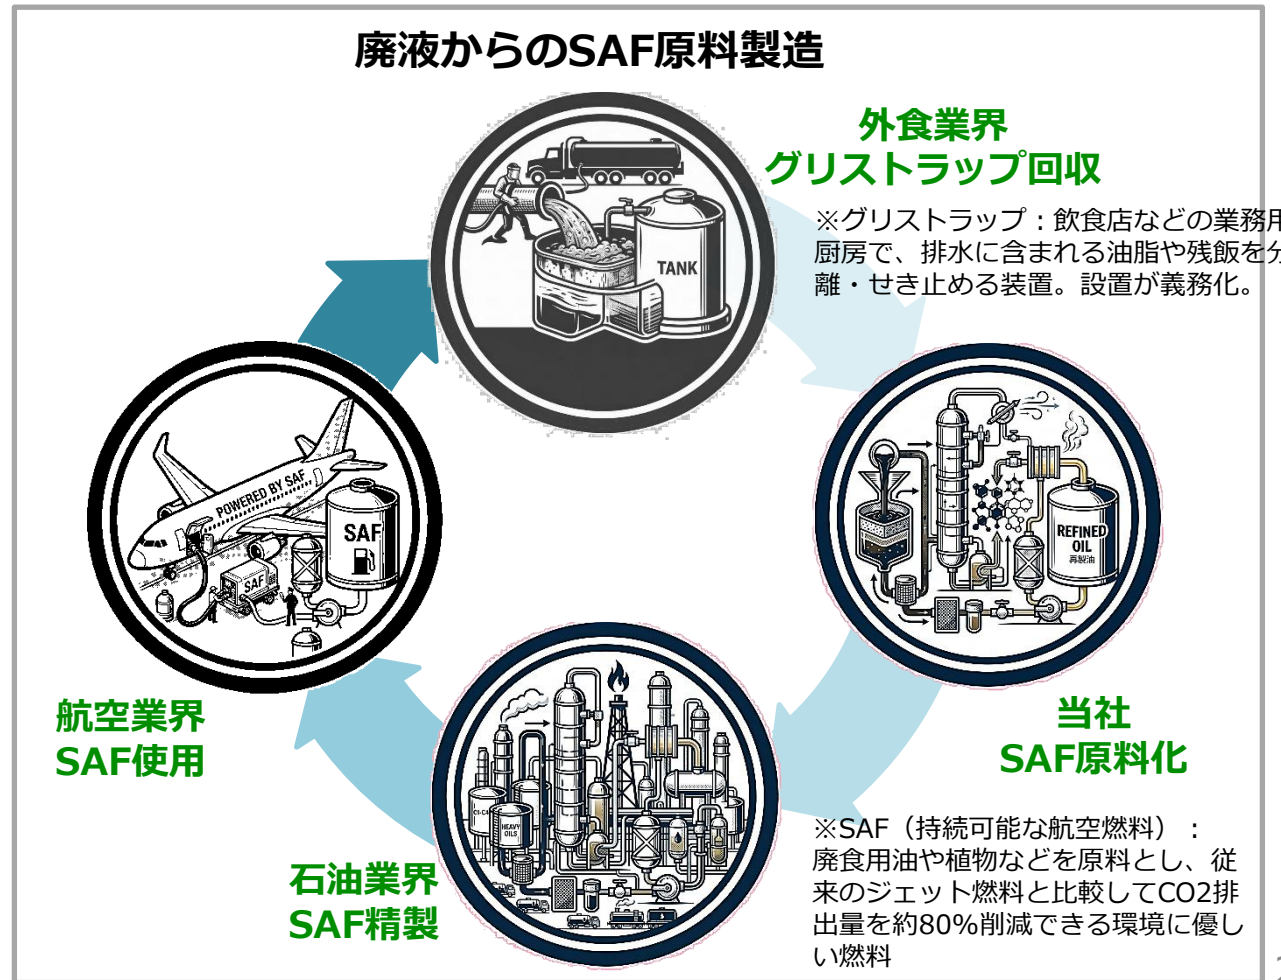 廃液からのSAF原料製造
外食業界
グリストラップ回収
※グリストラップ：飲食店などの業務用
厨房で、排水に含まれる油脂や残飯を分
離・せき止める装置。設置が義務化。
TANK
POWERED BY SAF
SAF
SAF
REFINED
OIL
再製油
航空業界
SAF使用
当社
SAF原料化
HEAVY
OILS
石油業界
SAF精製
※SAF（持続可能な航空燃料）：
廃食用油や植物などを原料とし、従
来のジェット燃料と比較してCO2排
出量を約80%削減できる環境に優し
い燃料